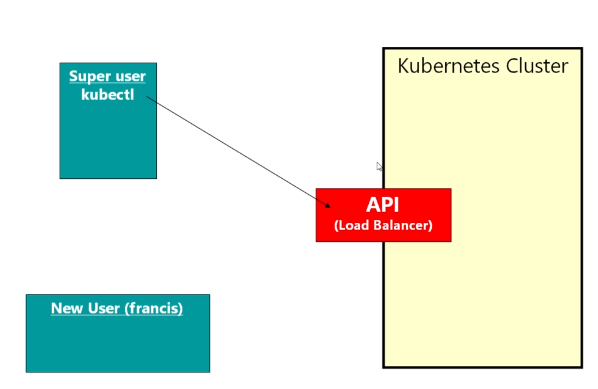 Kubernetes Cluster
Super user
kubectl
API
(Load Balancer)
New User (francis)